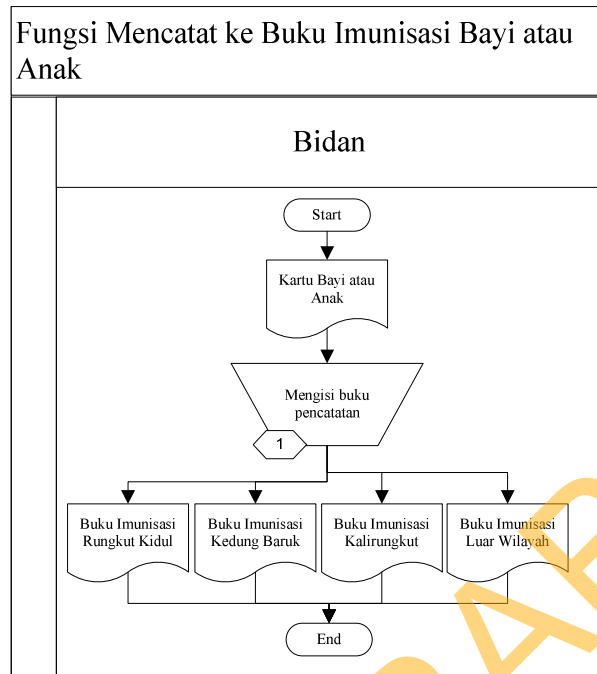 Fungsi Mencatat ke Buku Imunisasi Bayi atau
Anak
Bidan
Start
Kartu Bayi atau
Anak
Mengisi buku
pencatatan
1
Buku Imunisasi
Rungkut Kidul
Buku Imunisasi
Kedung Baruk
Buku Imunisasi
Kalirungkut
Buku Imunisasi
Luar Wilayah
End